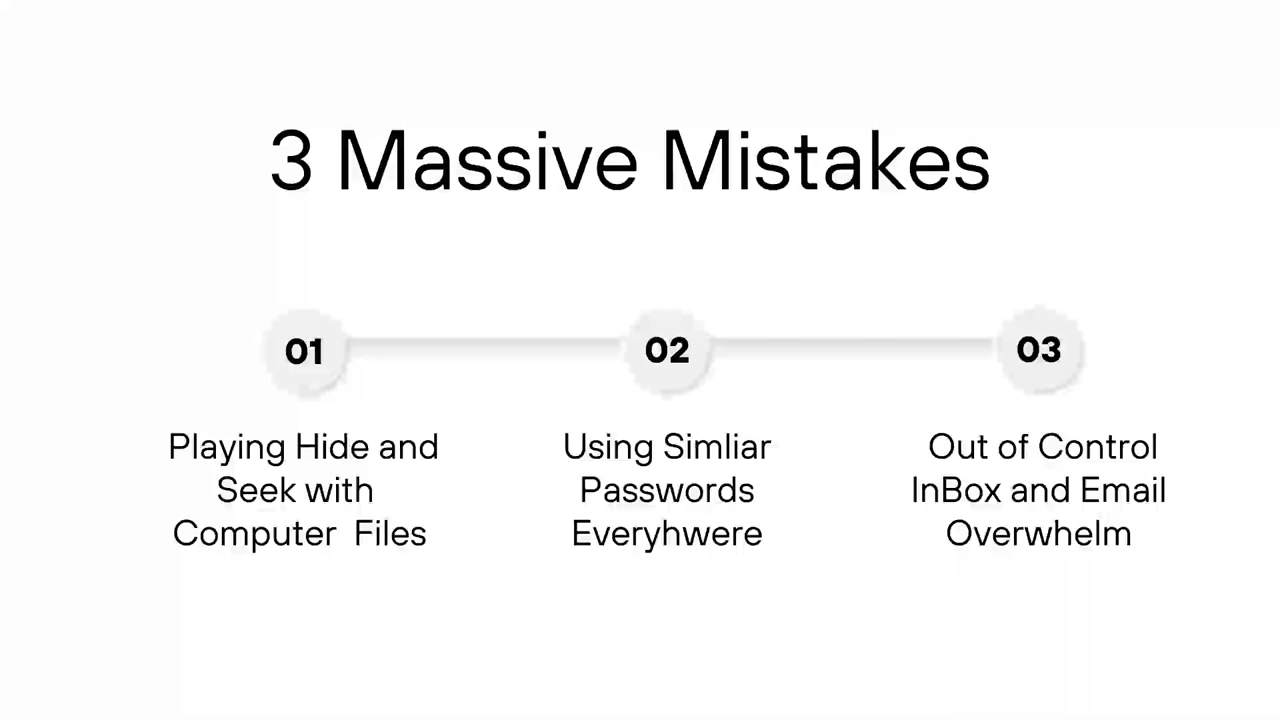 3 Massive Mistakes
01
02
03
Playing Hide and
Seek with
Computer  Files
Using Simliar
Passwords
Everyhwere
Out of Control
InBox and Email
Overwhelm